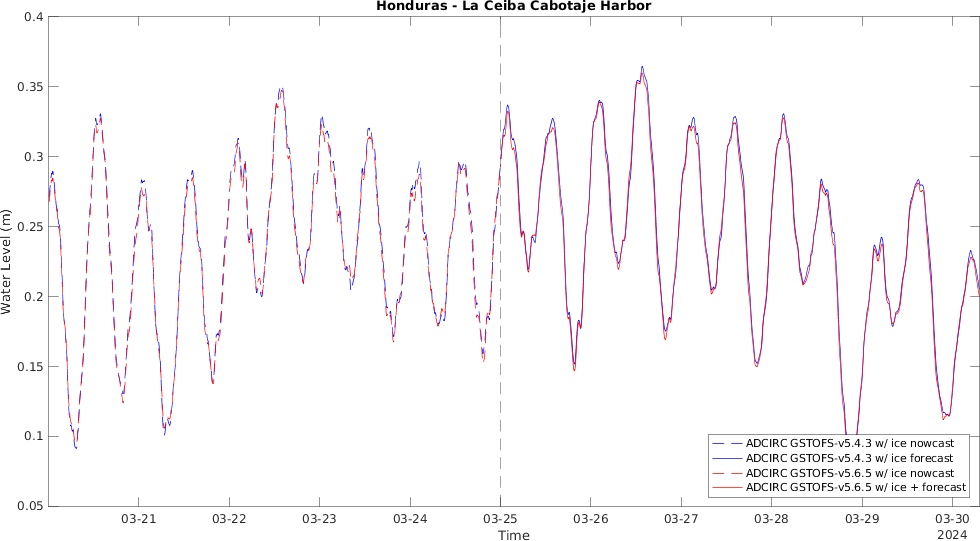 Honduras - La Ceiba Cabotaje Harbor
0.4
0.35
0.3
0.25
0.2
0.15
0.1
0.05
Water Level (m)
ADCIRC GSTOFS-v5.4.3 w/ ice nowcast
ADCIRC GSTOFS-v5.4.3 w/ ice forecast
ADCIRC GSTOFS-v5.6.5 w/ ice nowcast
ADCIRC GSTOFS-v5.6.5 w/ ice + forecast
03-21 03-22 03-23 03-24 03-25 03-26 03-27 03-28 03-29 03-30
Time 2024